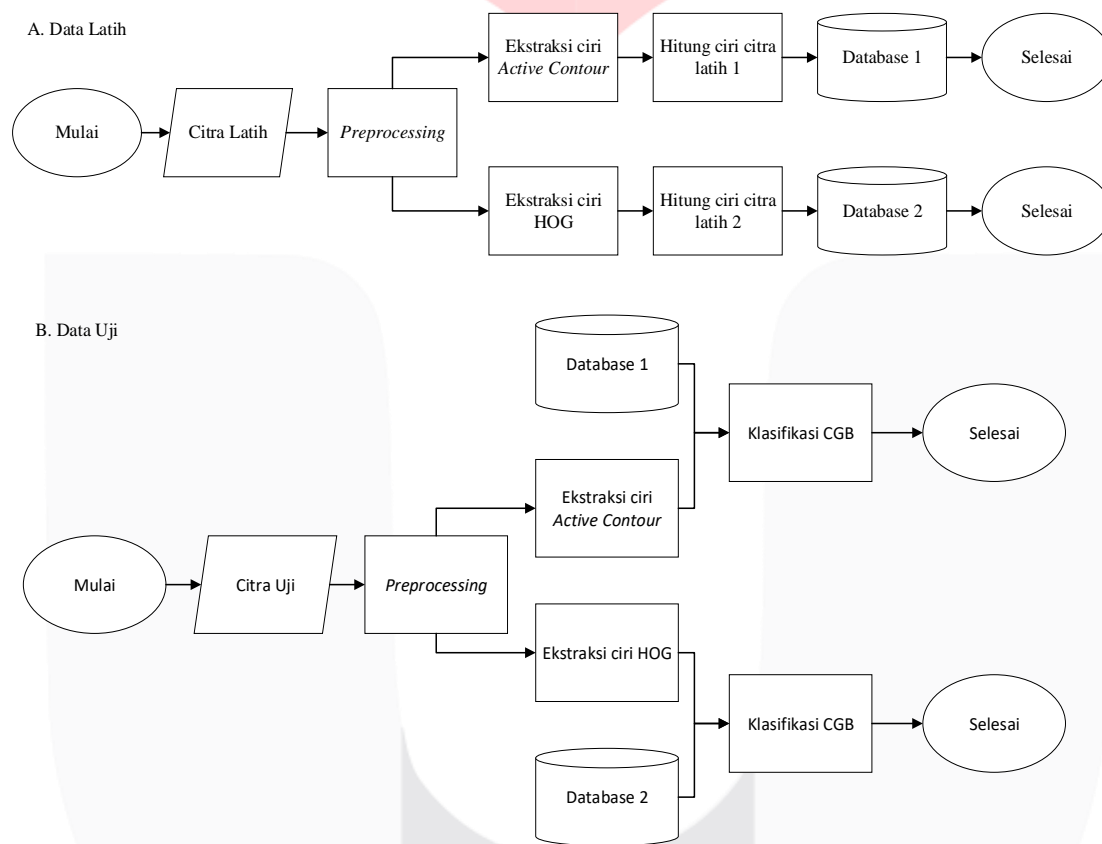 A. Data Latih
Ekstraksi ciri
Active Contour
Hitung ciri citra
latih 1
Database 1
Selesai
Mulai
Citra Latih
Preprocessing
Ekstraksi ciri
HOG
Hitung ciri citra
latih 2
Database 2
Selesai
B. Data Uji
Database 1
Klasifikasi CGB
Selesai
Ekstraksi ciri
Active Contour
Mulai
Citra Uji
Preprocessing
Ekstraksi ciri HOG
Klasifikasi CGB
Selesai
Database 2